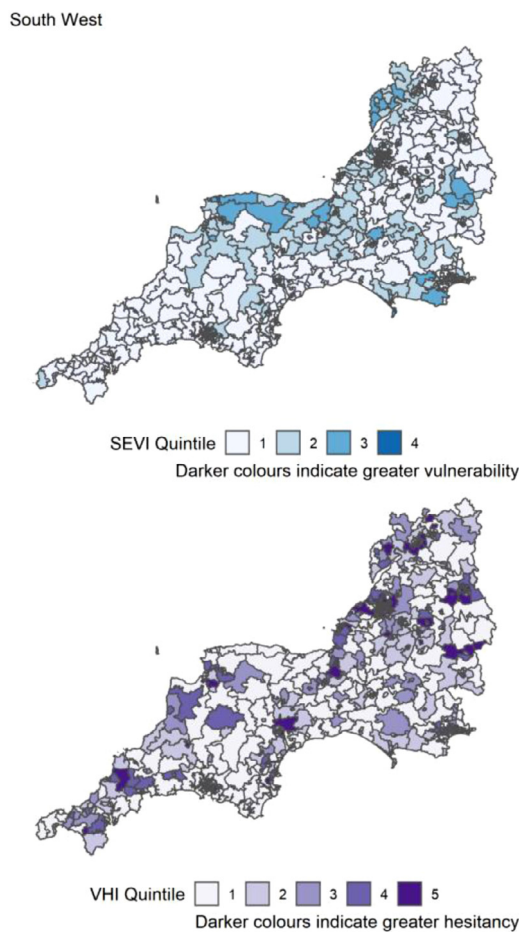 South West
SEVI Quintile 1 2 3 4
Darker colours indicate greater vulnerability
VHI Quintile 1 2 3 4 5
Darker colours indicate greater hesitancy